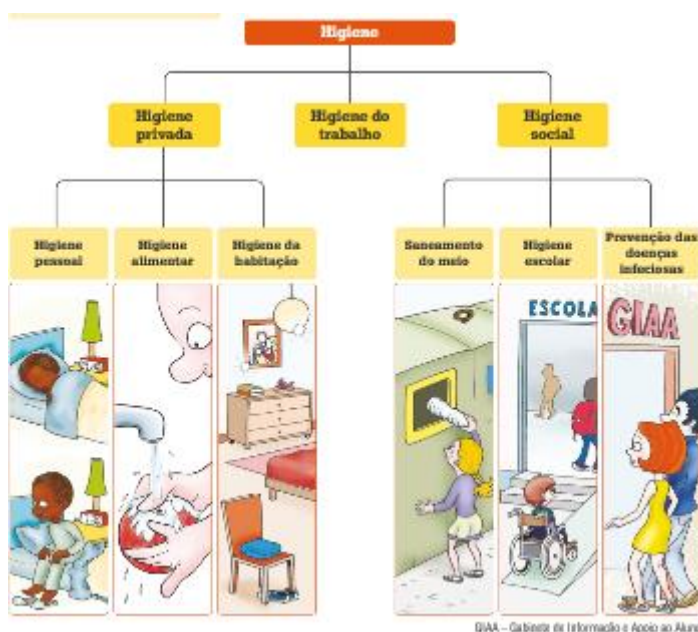 Higiene
Higiene
privada
Higiene do
trabalho
Higiene
social
Higiene
pessoal
Higiene
alimentar
Higiene da
habitação
Saneamento
do meio
Higiene
escolar
Prevenção das
doenças
infeciosas
ESCOLA
GIAA
GIAA – Gabinete de Informação e Apoio ao Aluno